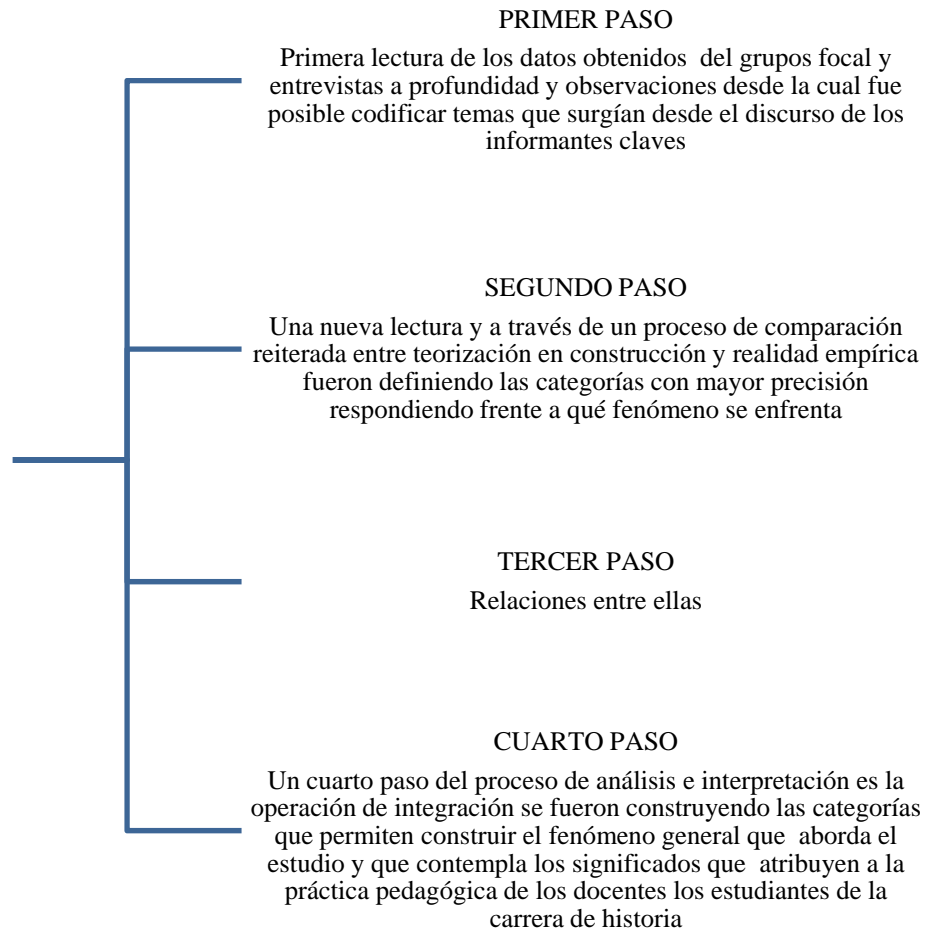 PRIMER PASO
Primera lectura de los datos obtenidos del grupos focal y
entrevistas a profundidad y observaciones desde la cual fue
posible codificar temas que surgían desde el discurso de los
informantes claves
SEGUNDO PASO
Una nueva lectura y a través de un proceso de comparación
reiterada entre teorización en construcción y realidad empírica
fueron definiendo las categorías con mayor precisión
respondiendo frente a qué fenómeno se enfrenta
TERCER PASO
Relaciones entre ellas
CUARTO PASO
Un cuarto paso del proceso de análisis e interpretación es la
operación de integración se fueron construyendo las categorías
que permiten construir el fenómeno general que aborda el
estudio y que contempla los significados que atribuyen a la
práctica pedagógica de los docentes los estudiantes de la
carrera de historia